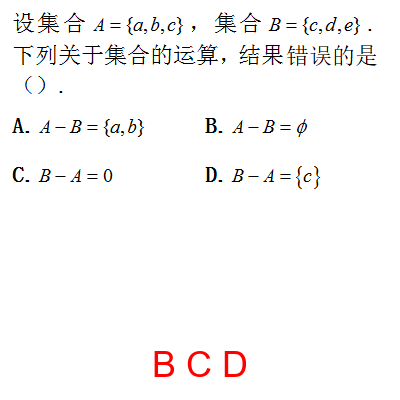 设集合 A={a,b,c}，集合 B={c,d,e}.
下列关于集合的运算，结果错误的是
（）.
A. A−B={a,b} B. A−B=ϕ
C. B−A=0 D. B−A={c}
B C D